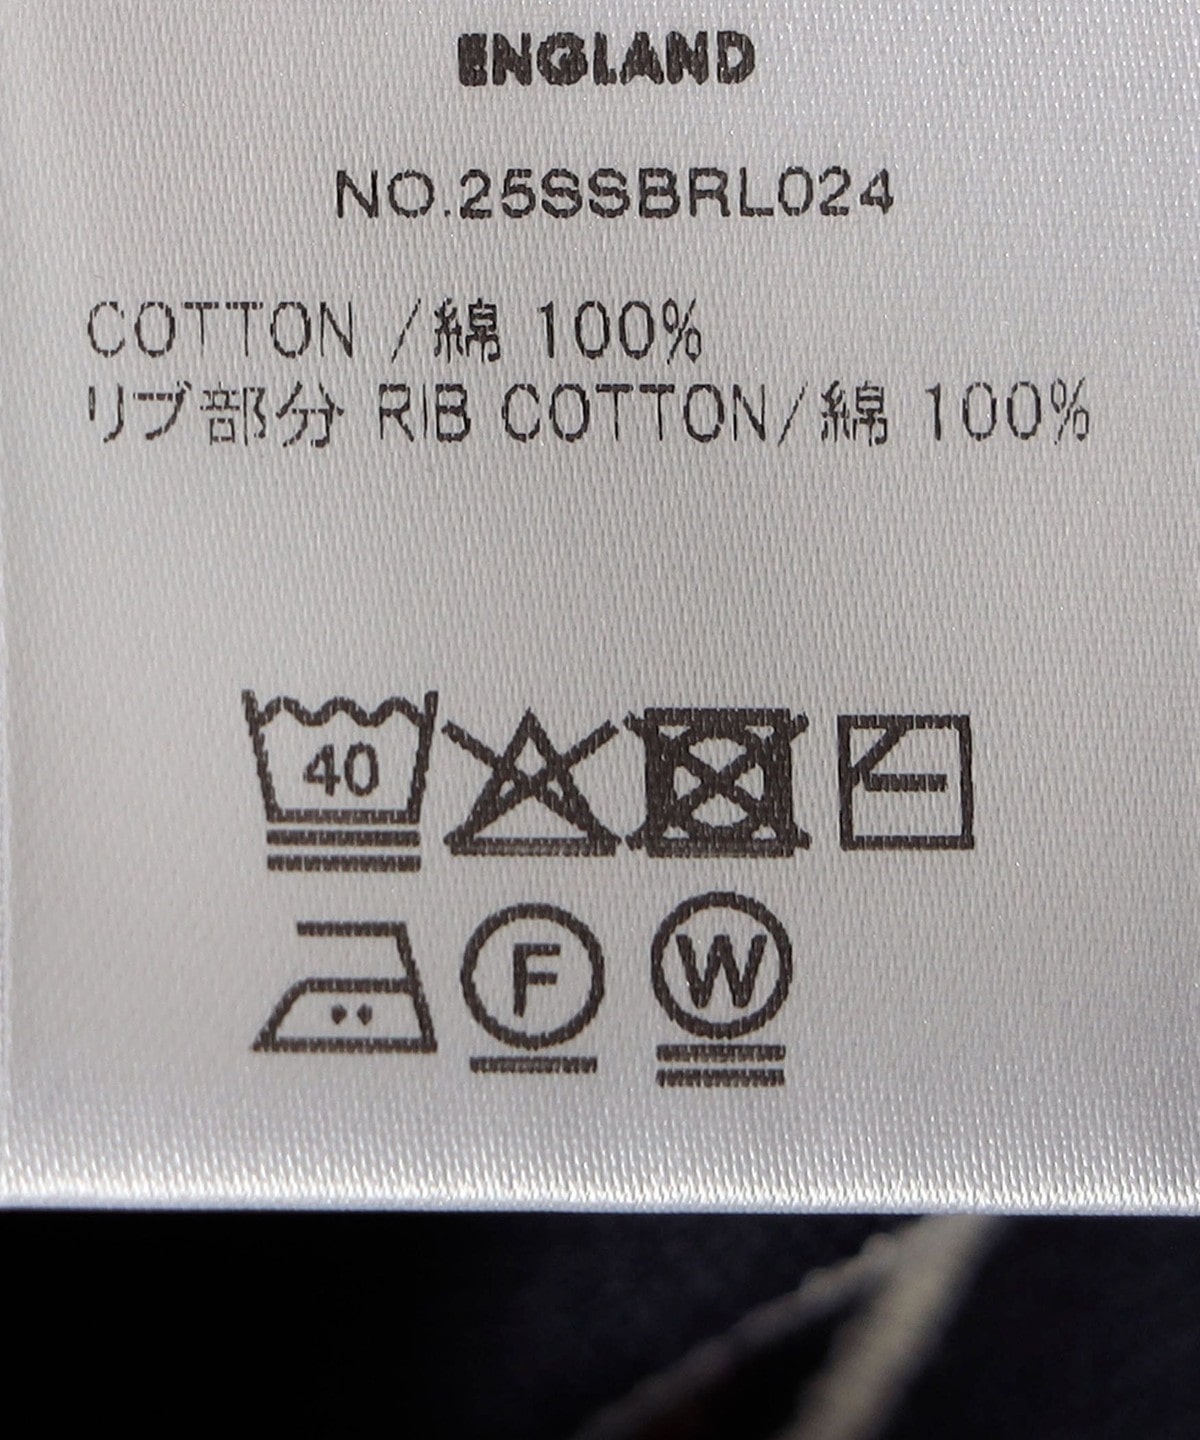 ENGLAND
NO.25SSBRL024
COTTON /綿 100%
リブ部分 RIB COTTON/綿 100%
40
F
W